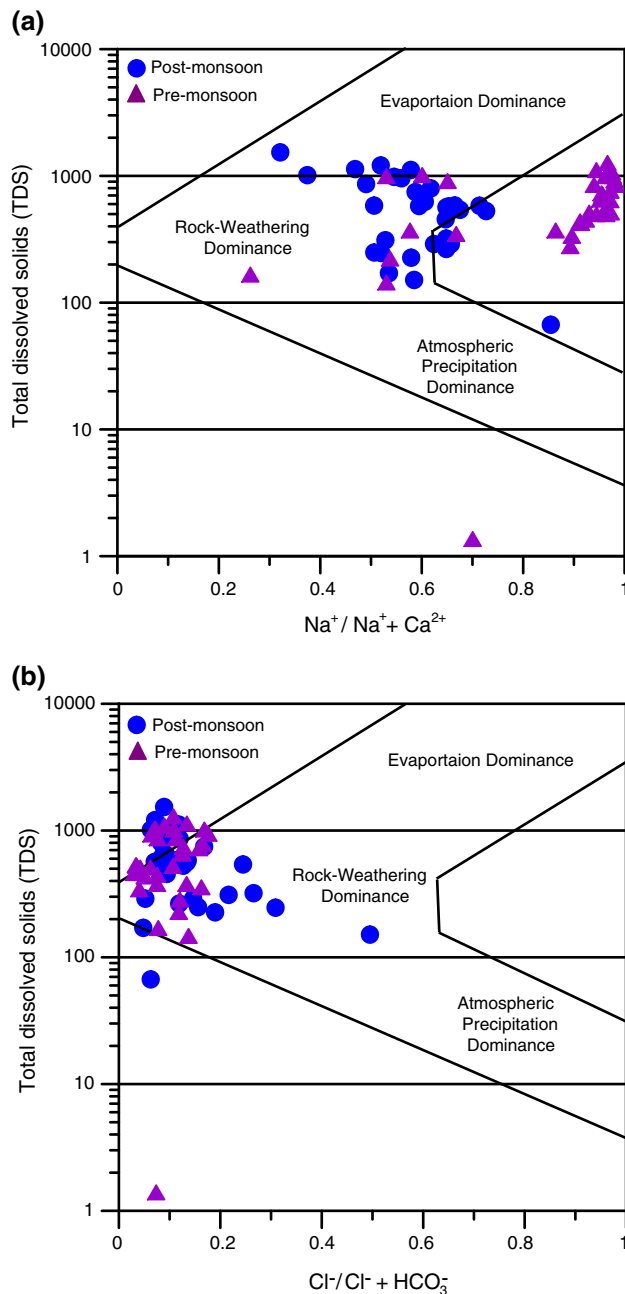 (a)
10000
Post-monsoon
Pre-monsoon
Evaportaion Dominance
1000
Rock-Weathering
Dominance
100
Atmospheric
Precipitation
Dominance
10
1
Total dissolved solids (TDS)
0 0.2 0.4 0.6 0.8 1
Na⁺/ Na⁺+ Ca²⁺
(b)
10000
Post-monsoon
Pre-monsoon
Evaportaion Dominance
1000
Rock-Weathering
Dominance
100
Atmospheric
Precipitation
Dominance
10
1
Total dissolved solids (TDS)
0 0.2 0.4 0.6 0.8 1
Cl⁻/Cl⁻ + HCO₃⁻